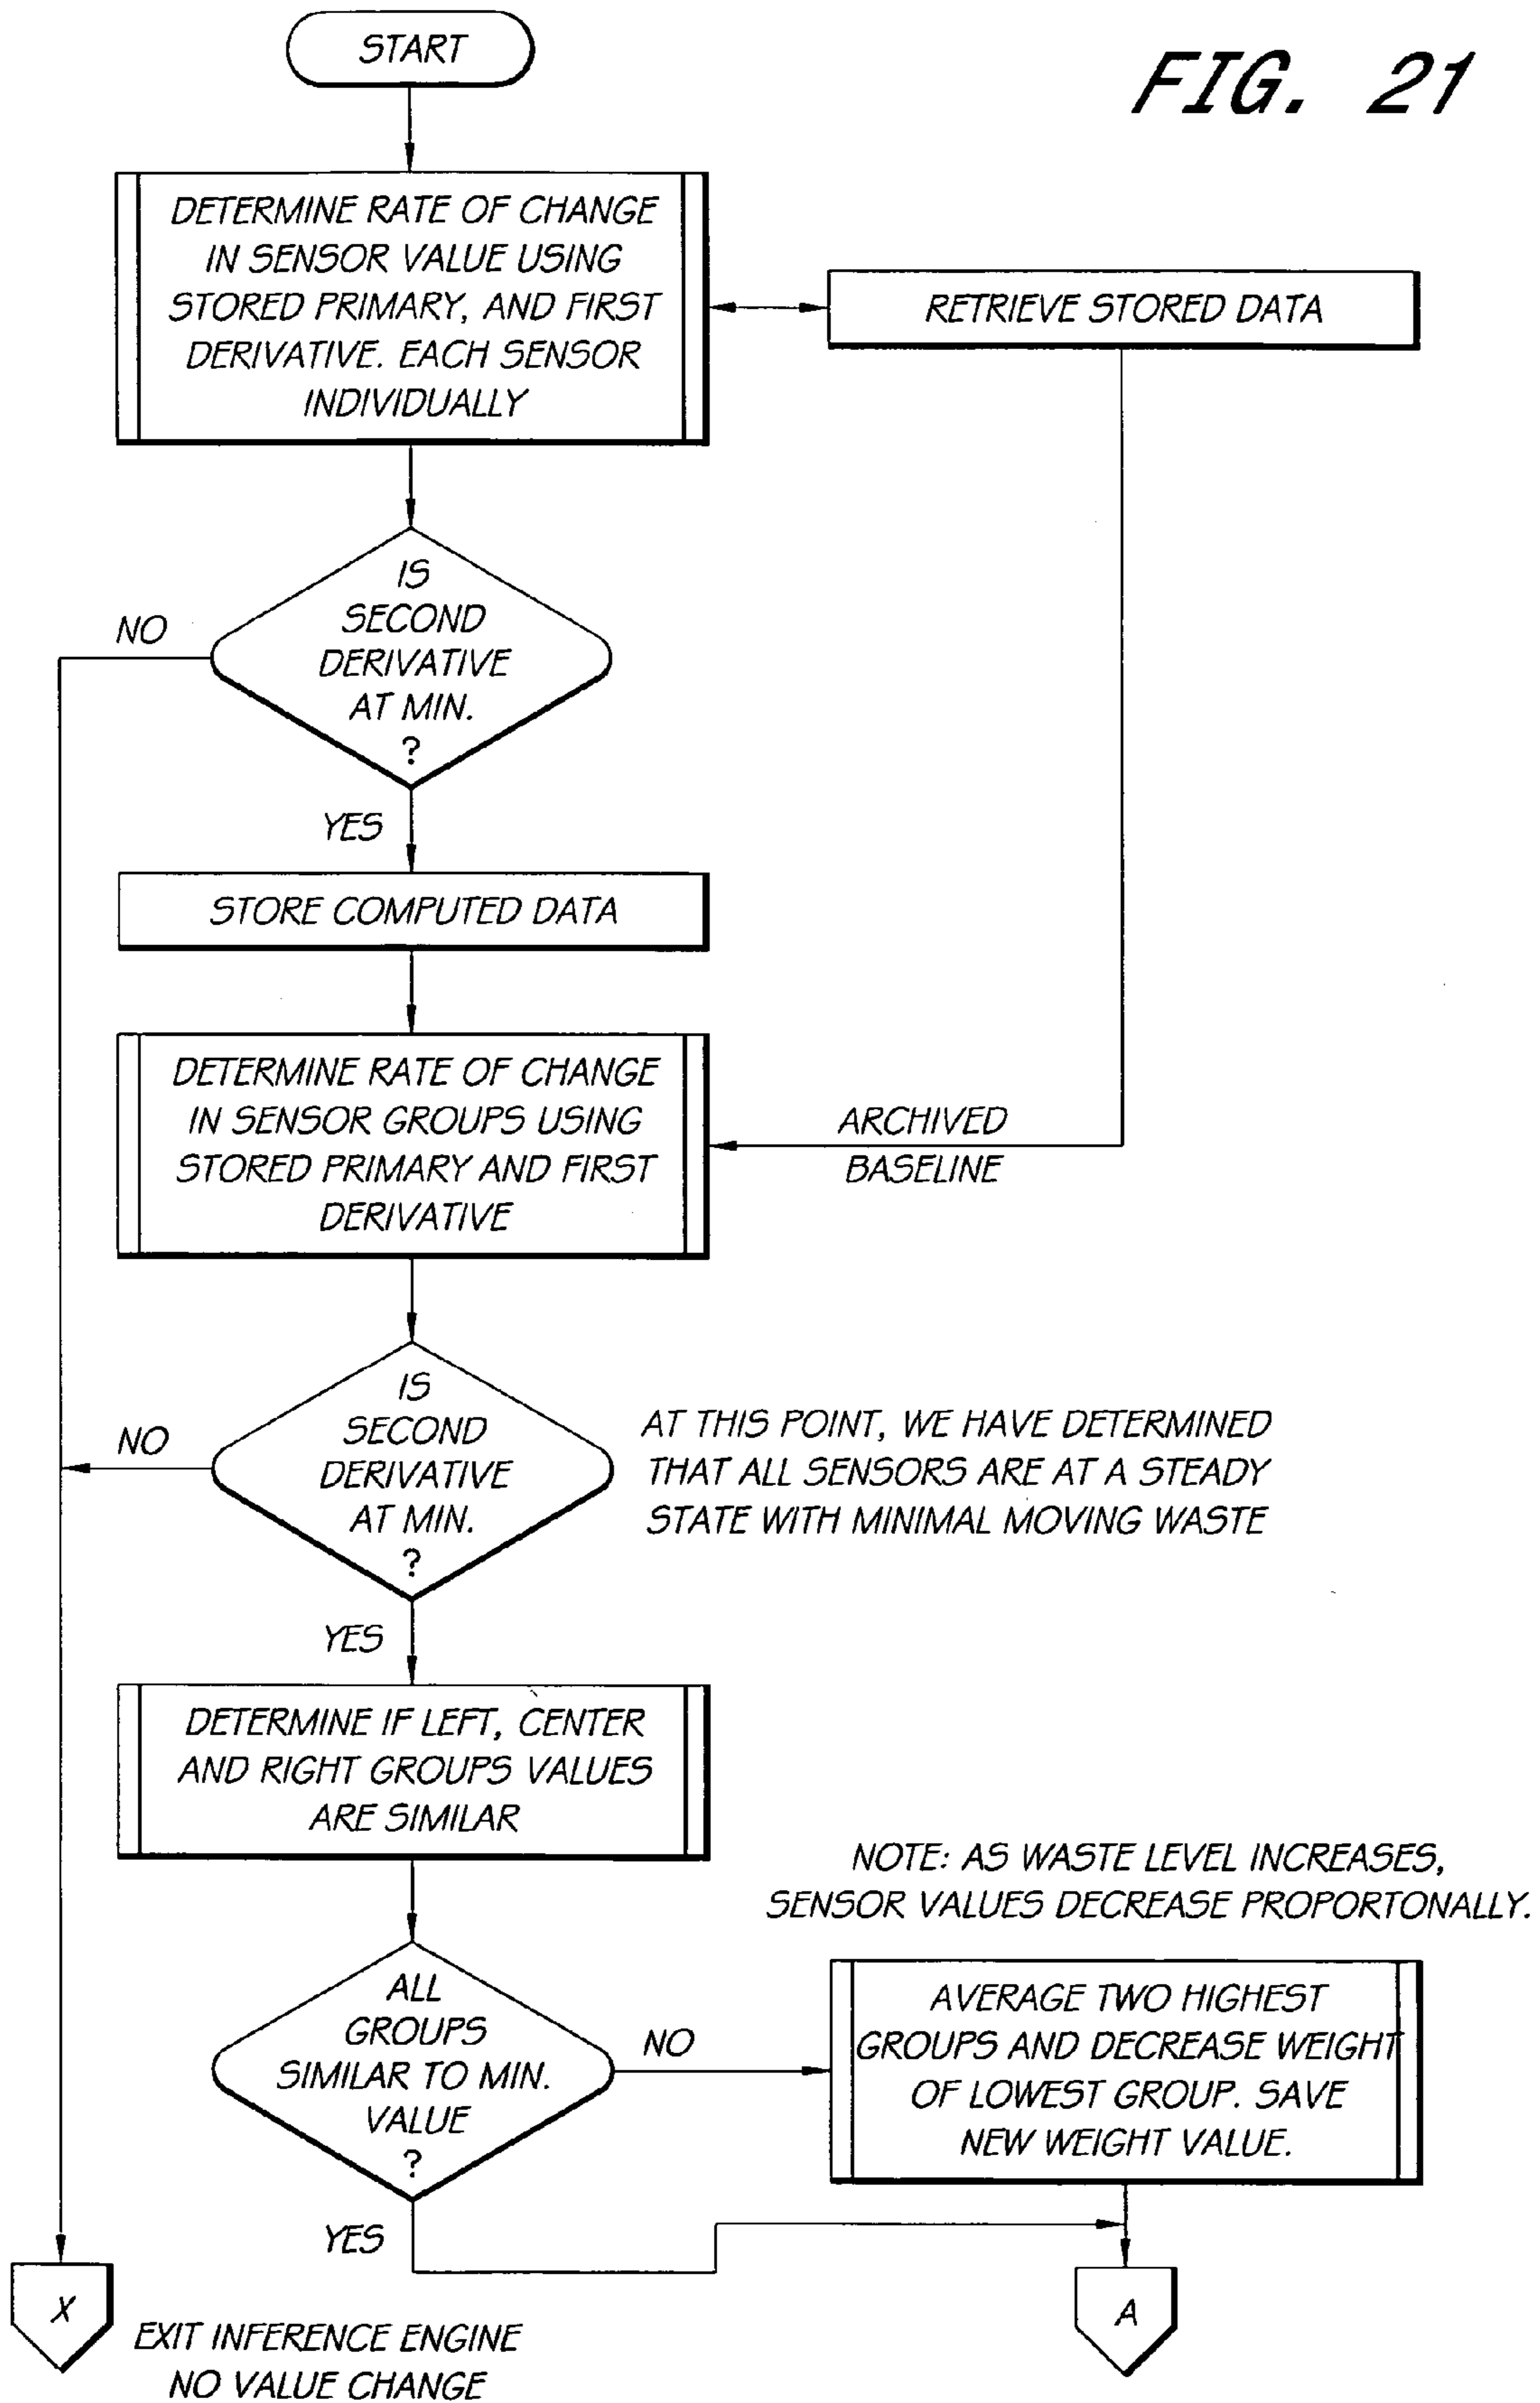 START
FIG. 21
DETERMINE RATE OF CHANGE
IN SENSOR VALUE USING
STORED PRIMARY, AND FIRST
DERIVATIVE. EACH SENSOR
INDIVIDUALLY
RETRIEVE STORED DATA
IS
SECOND
DERIVATIVE
AT MIN.
?
NO
YES
STORE COMPUTED DATA
DETERMINE RATE OF CHANGE
IN SENSOR GROUPS USING
STORED PRIMARY AND FIRST
DERIVATIVE
ARCHIVED
BASELINE
IS
SECOND
DERIVATIVE
AT MIN.
?
NO
AT THIS POINT, WE HAVE DETERMINED
THAT ALL SENSORS ARE AT A STEADY
STATE WITH MINIMAL MOVING WASTE
YES
DETERMINE IF LEFT, CENTER
AND RIGHT GROUPS VALUES
ARE SIMILAR
NOTE: AS WASTE LEVEL INCREASES,
SENSOR VALUES DECREASE PROPORTONALLY.
ALL
GROUPS
SIMILAR TO MIN.
VALUE
?
NO
AVERAGE TWO HIGHEST
GROUPS AND DECREASE WEIGHT
OF LOWEST GROUP. SAVE
NEW WEIGHT VALUE.
YES
X
EXIT INFERENCE ENGINE
NO VALUE CHANGE
A